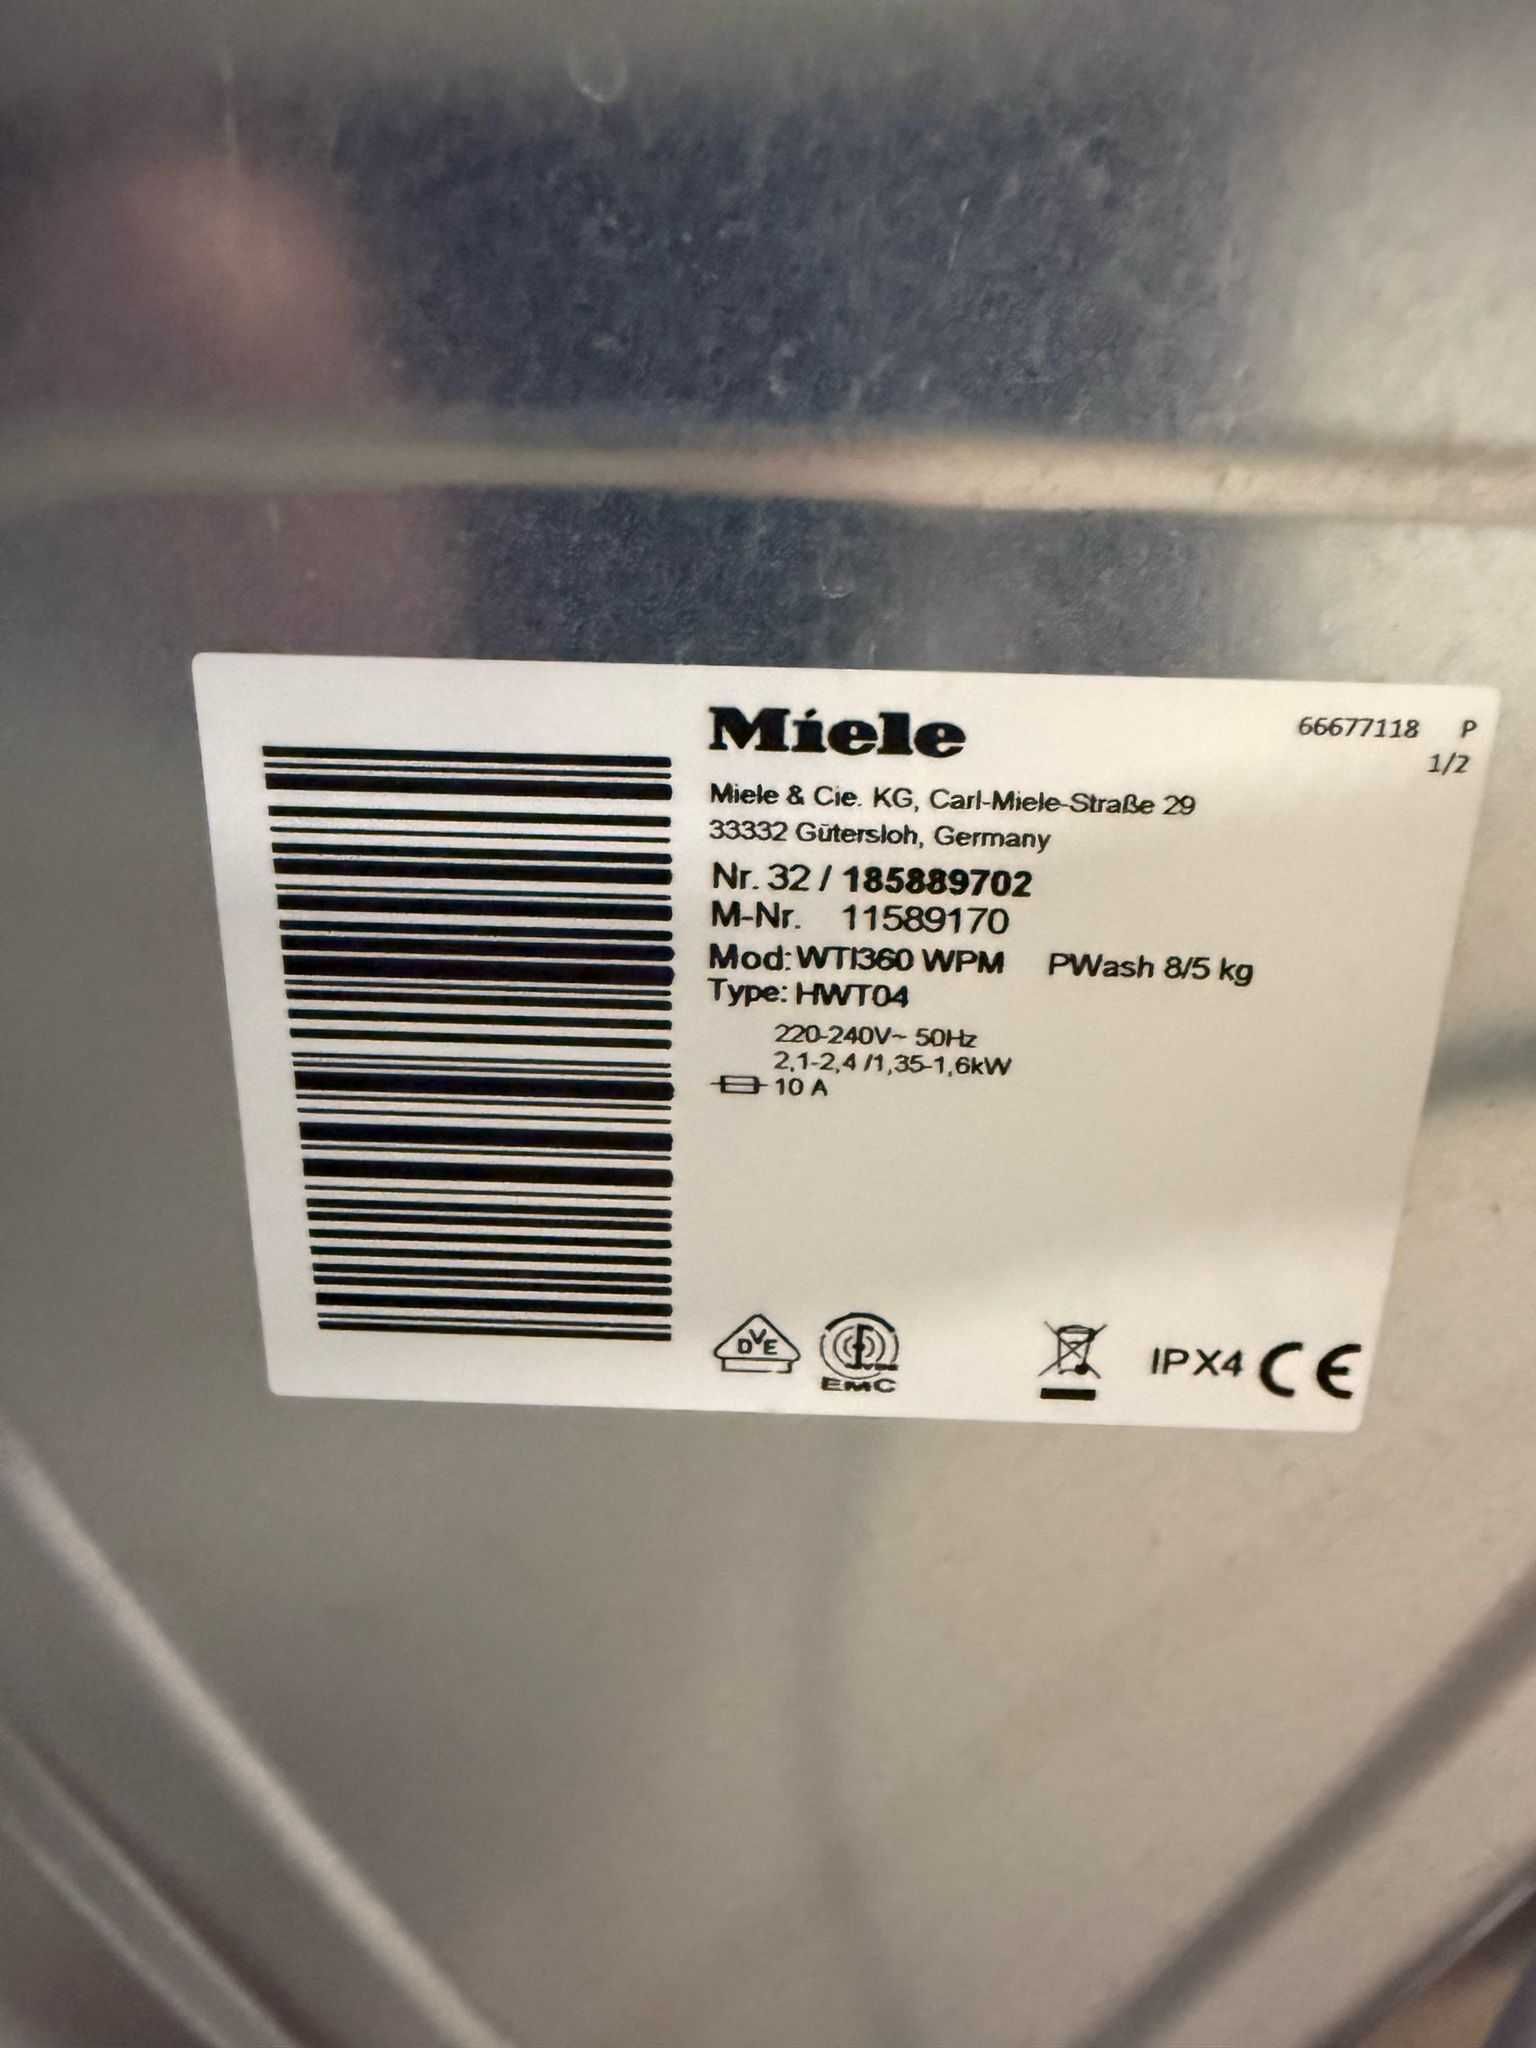 Miele
66677118 P
1/2
Miele & Cie. KG, Carl-Miele-Straße 29
33332 Gütersloh, Germany
Nr. 32 / 185889702
M-Nr. 11589170
Mod: WTI360 WPM PWash 8/5 kg
Type: HWT04
220-240V~ 50Hz
2,1-2,4 /1,35-1,6kW
10 A
DVE
EMC
IPX4 CE